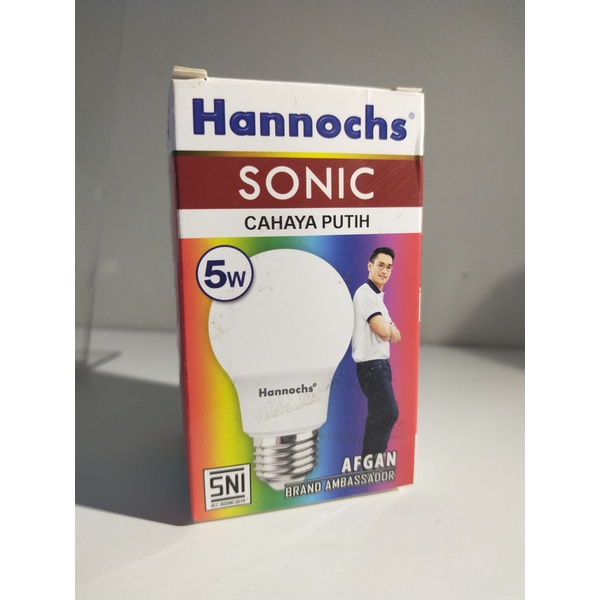 Hannochs®
SONIC
CAHAYA PUTIH
5W
Hannochs®
AFGAN
BRAND AMBASSADOR
SNI